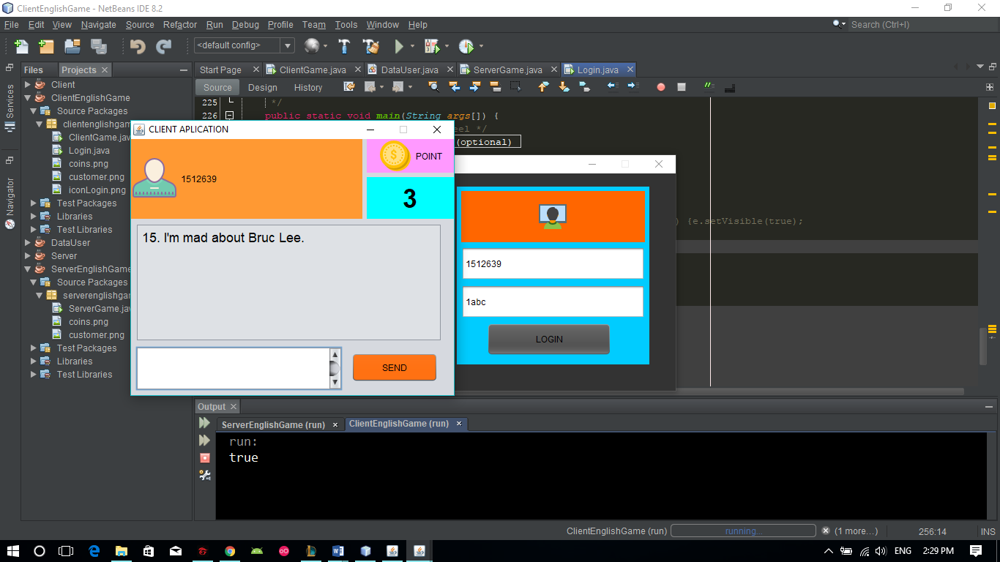 ClientEnglishGame - NetBeans IDE 8.2
File Edit View Navigate Source Refactor Run Debug Profile Team Tools Window Help
Search (Ctrl+I)
<default config>
Files Projects
Start Page ClientGame.java DataUser.java ServerGame.java Login.java
Source Design History
Services
Navigator
Client
ClientEnglishGame
Source Packages
clientenglishgam
ClientGame.jav
Login.java
coins.png
customer.png
iconLogin.png
Test Packages
Libraries
Test Libraries
DataUser
Server
ServerEnglishGame
Source Packages
serverenglishgar
ServerGame.jav
coins.png
customer.png
Test Packages
Libraries
Test Libraries
225 */
226 public static void main(String args[]) {
eel */
(optional)
) {e.setVisible(true);
CLIENT APLICATION
1512639
POINT
3
15. I'm mad about Bruc Lee.
SEND
1512639
1abc
LOGIN
Output
ServerEnglishGame (run) ClientEnglishGame (run)
run:
true
ClientEnglishGame (run) running... (1 more...) 256:14 INS
ENG 2:29 PM